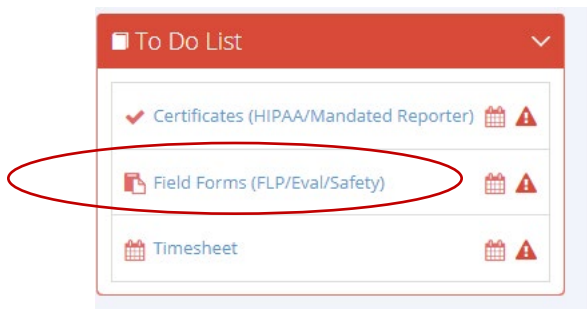 To Do List
Certificates (HIPAA/Mandated Reporter)
Field Forms (FLP/Eval/Safety)
Timesheet